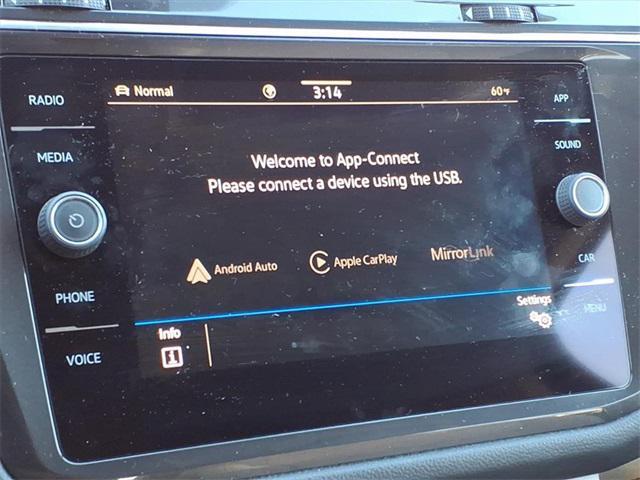 RADIO
MEDIA
PHONE
VOICE
Normal
3:14
60°F
Welcome to App-Connect
Please connect a device using the USB.
Android Auto
Apple CarPlay
MirrorLink
Info
i
Settings
APP
SOUND
CAR
MENU